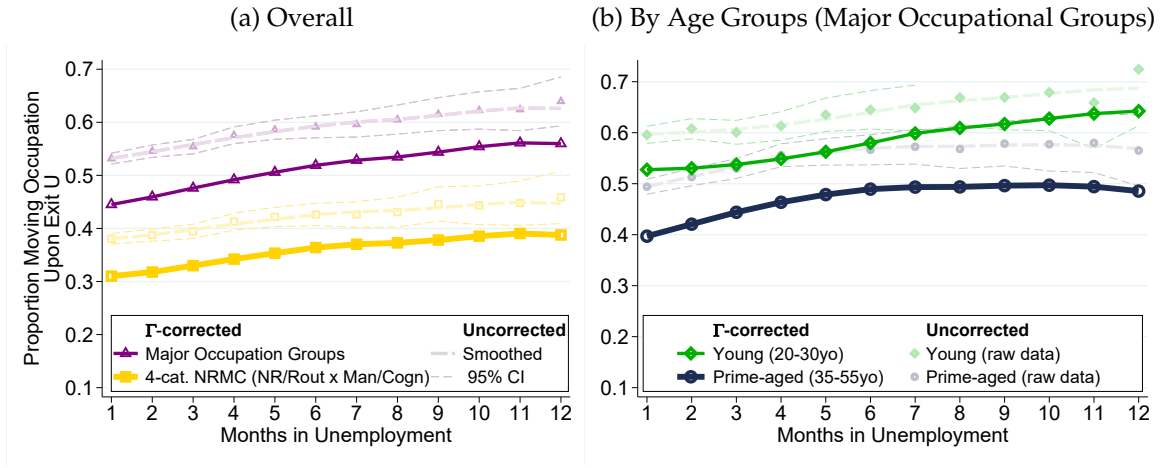 (a) Overall
(b) By Age Groups (Major Occupational Groups)
Proportion Moving Occupation
Upon Exit U
0.7
0.6
0.5
0.4
0.3
0.2
0.1
Γ-corrected Uncorrected
Major Occupation Groups Smoothed
4-cat. NRMC (NR/Rout x Man/Cogn) 95% CI
1 2 3 4 5 6 7 8 9 10 11 12
Months in Unemployment
0.7
0.6
0.5
0.4
0.3
0.2
0.1
Γ-corrected Uncorrected
Young (20-30yo) Young (raw data)
Prime-aged (35-55yo) Prime-aged (raw data)
1 2 3 4 5 6 7 8 9 10 11 12
Months in Unemployment